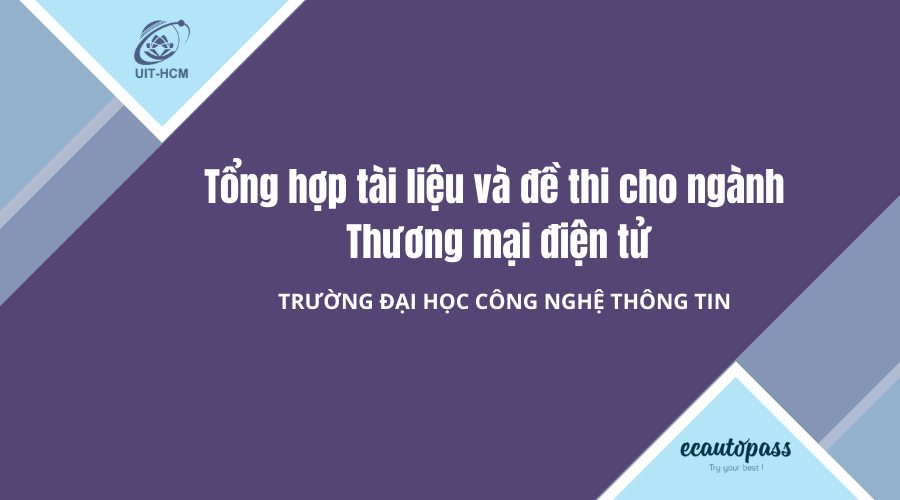 UIT-HCM
Tổng hợp tài liệu và đề thi cho ngành
Thương mại điện tử
TRƯỜNG ĐẠI HỌC CÔNG NGHỆ THÔNG TIN
ecautopass
Try your best !